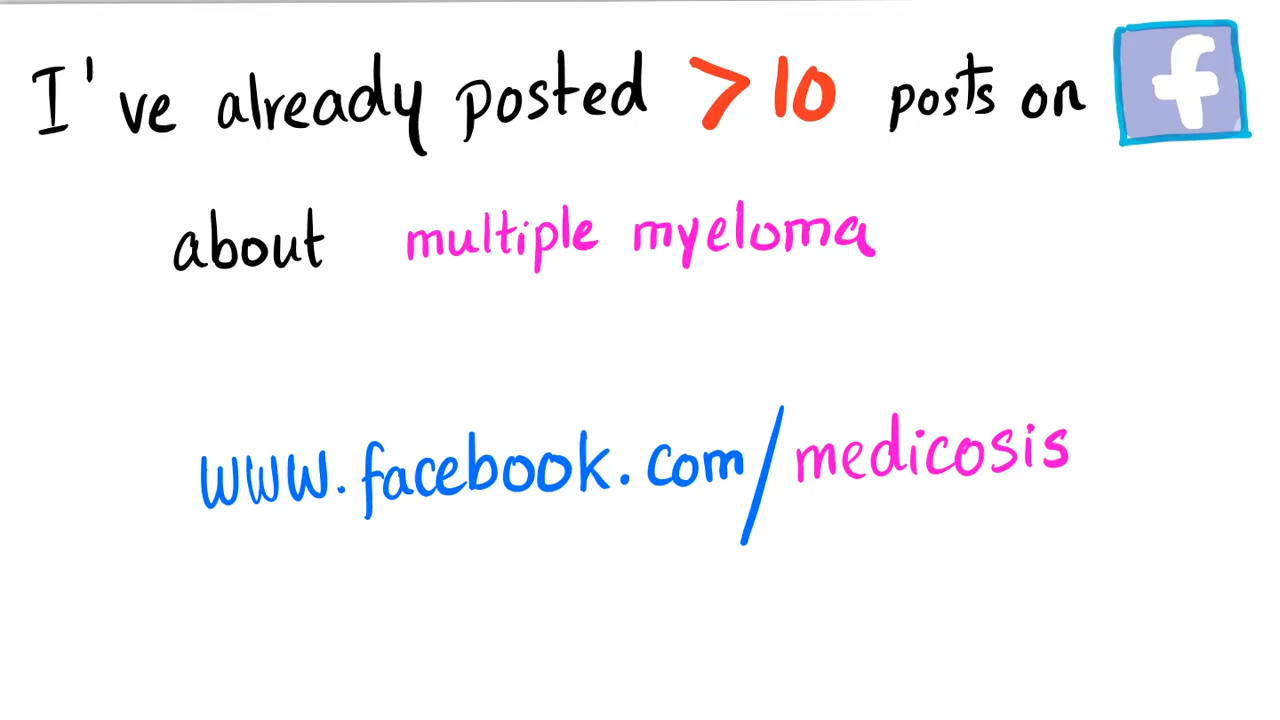 I've already posted >10 posts on f
about multiple myeloma
www.facebook.com/medicosis